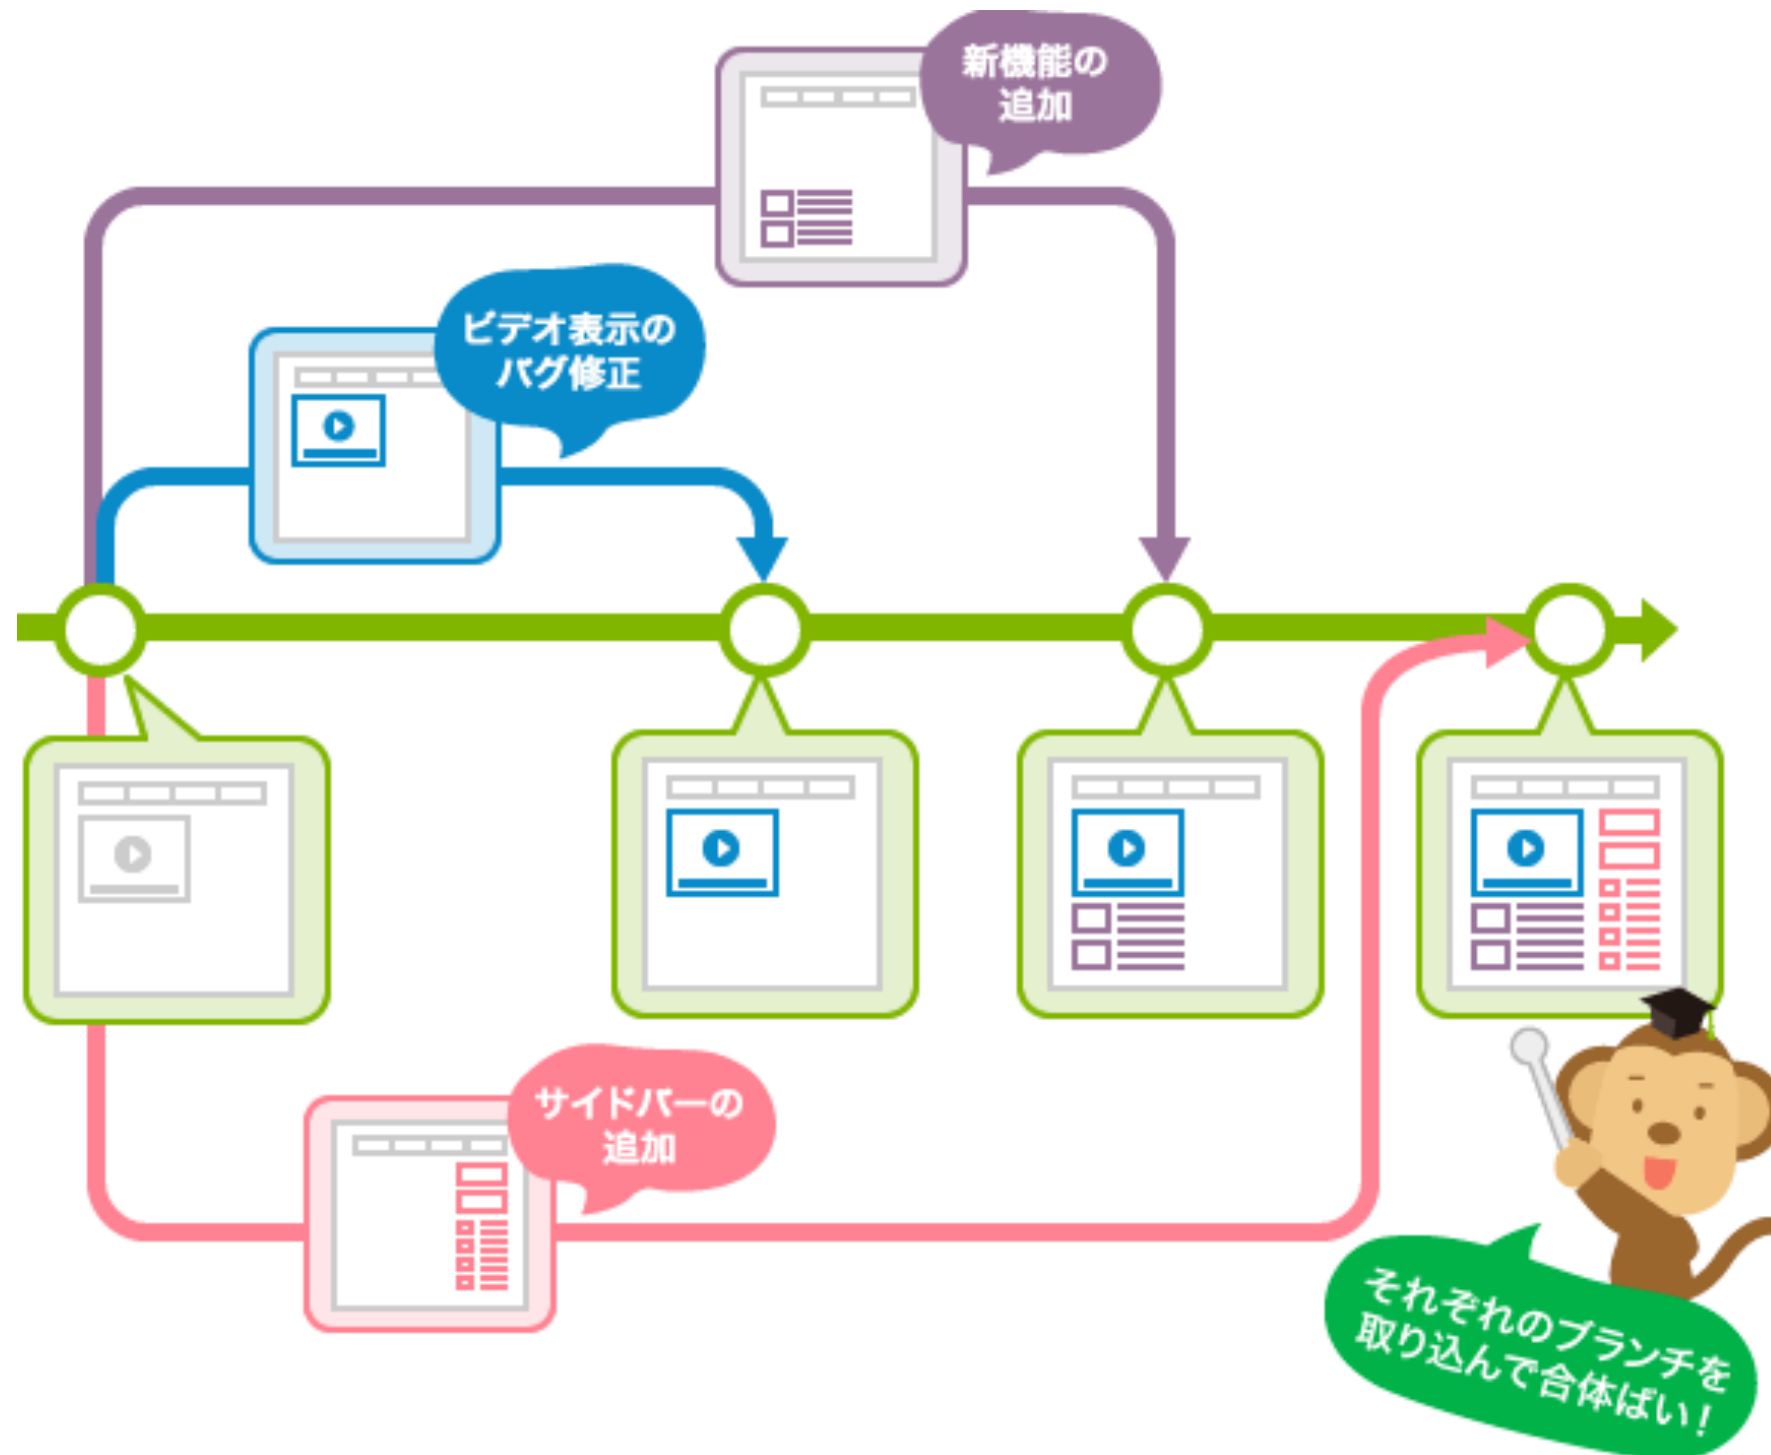 新機能の
追加
ビデオ表示の
バグ修正
サイドバーの
追加
それぞれのブランチを
取り込んで合体ばい！